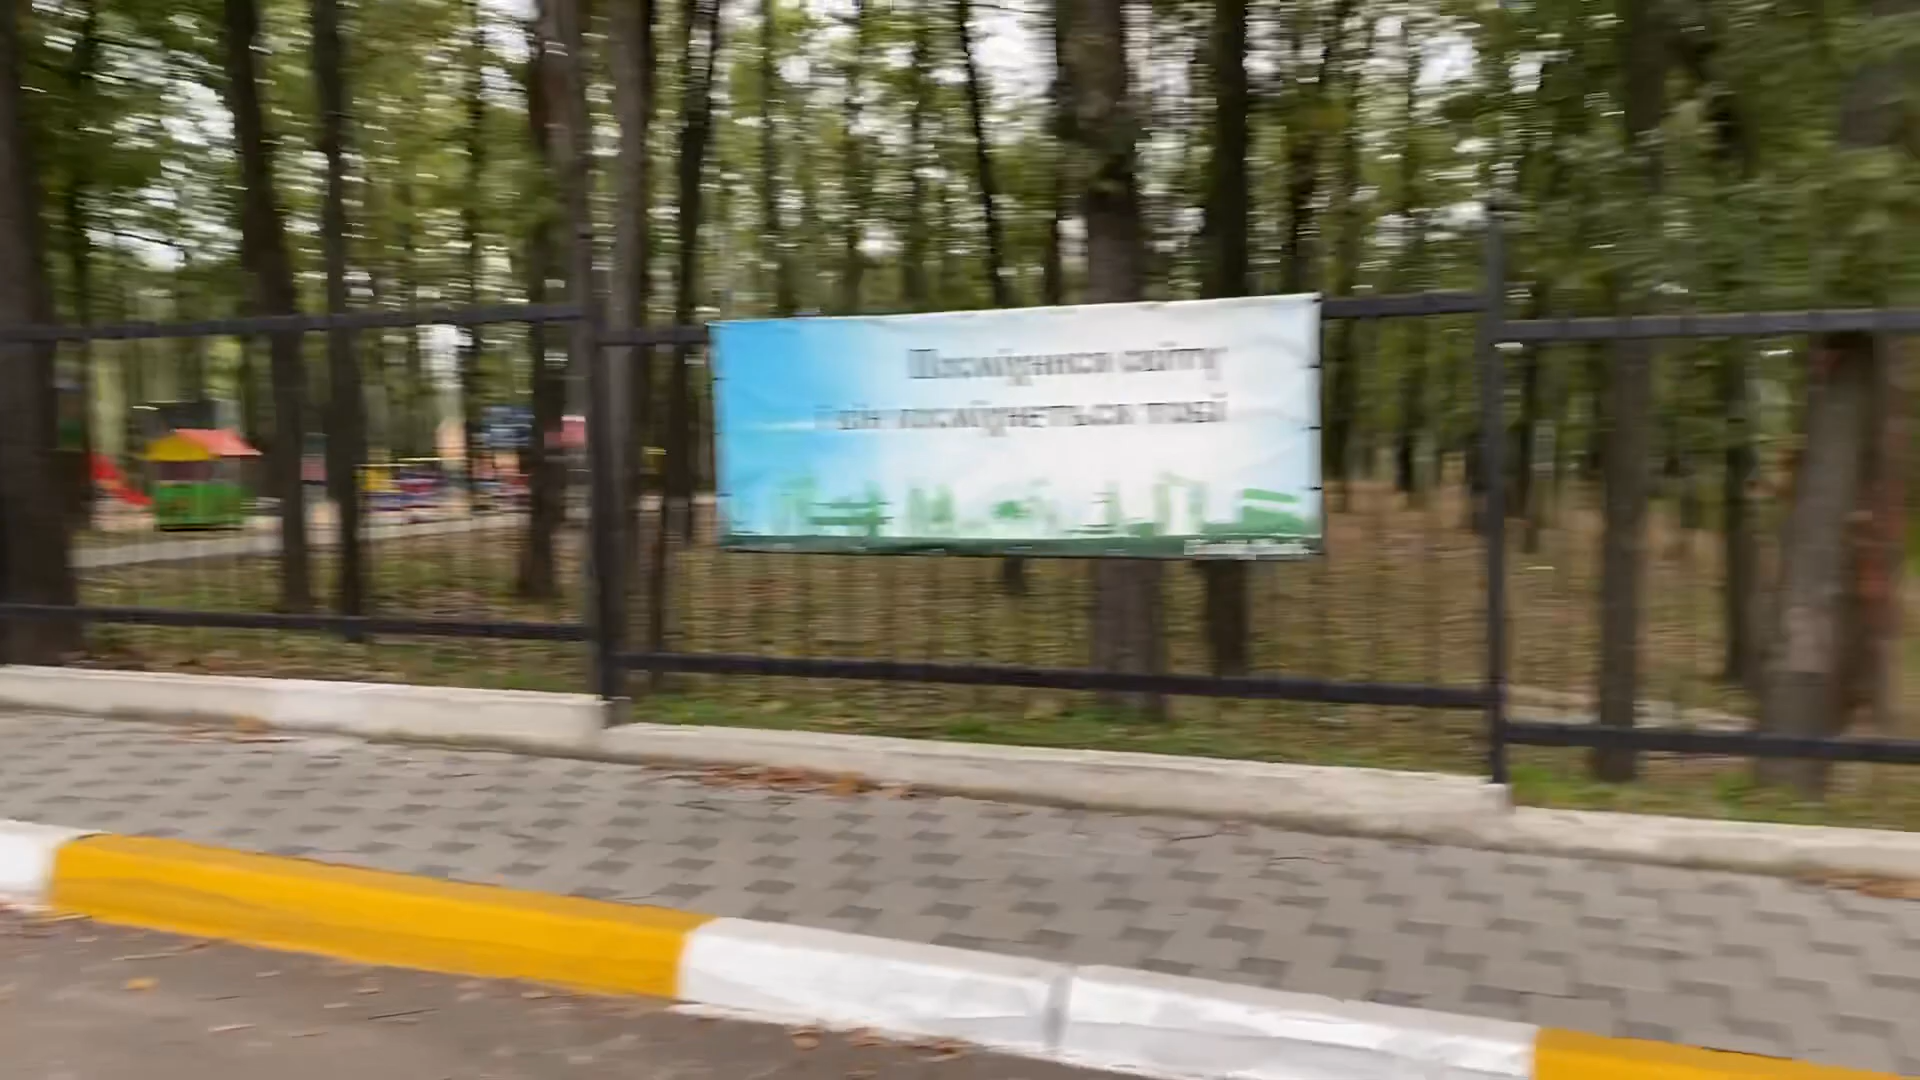 Посміхнися світу
і він посміхнеться тобі